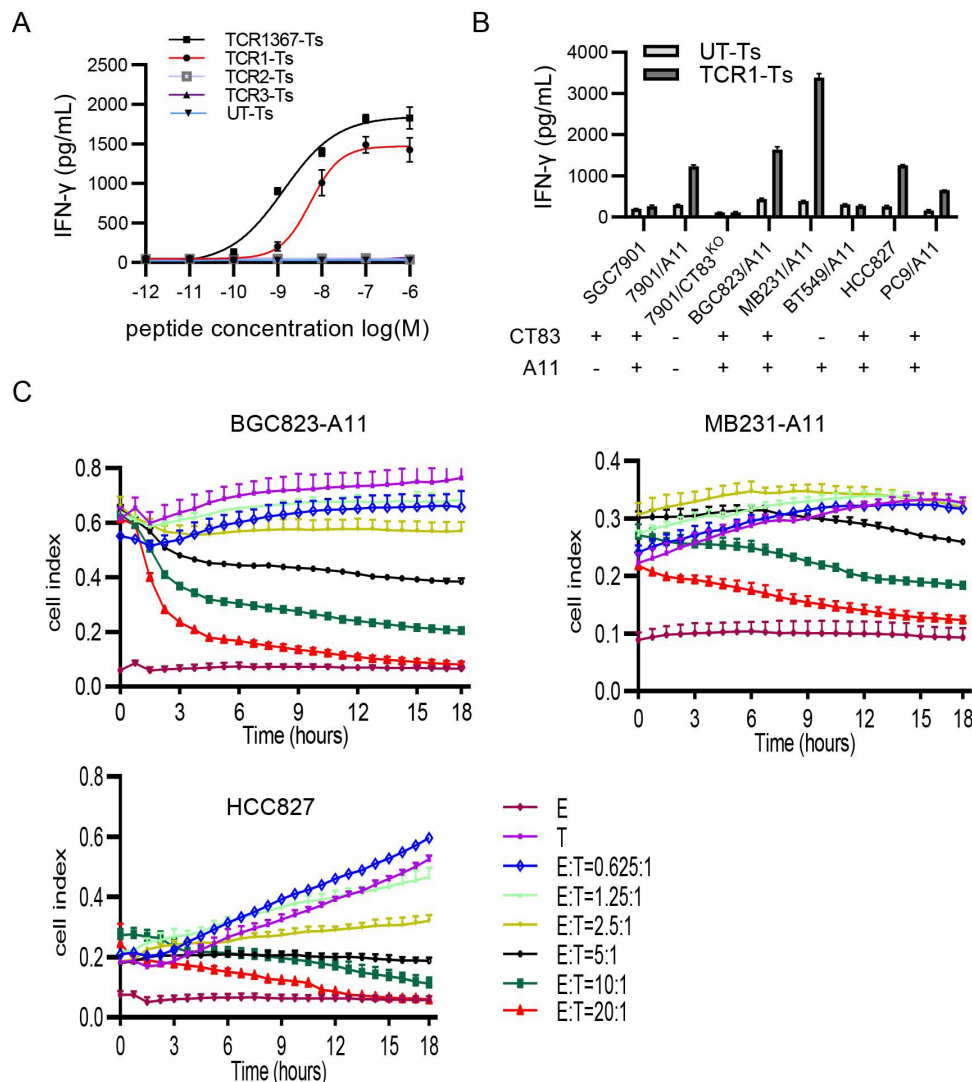 A
TCR1367-Ts
TCR1-Ts
TCR2-Ts
TCR3-Ts
UT-Ts
IFN-γ (pg/mL)
2500
2000
1500
1000
500
0
-12 -11 -10 -9 -8 -7 -6
peptide concentration log(M)
B
UT-Ts
TCR1-Ts
IFN-γ (pg/mL)
4000
3000
2000
1000
0
SGC7901 7901/A11 7901/CT83KO BGC823/A11 MB231/A11 BT549/A11 HCC827 PC9/A11
CT83 + + - + + - + +
A11 - + - + + + + +
C
BGC823-A11
cell index
0.8
0.6
0.4
0.2
0.0
0 3 6 9 12 15 18
Time (hours)
MB231-A11
cell index
0.4
0.3
0.2
0.1
0.0
0 3 6 9 12 15 18
Time (hours)
HCC827
cell index
0.8
0.6
0.4
0.2
0.0
0 3 6 9 12 15 18
Time (hours)
E
T
E:T=0.625:1
E:T=1.25:1
E:T=2.5:1
E:T=5:1
E:T=10:1
E:T=20:1